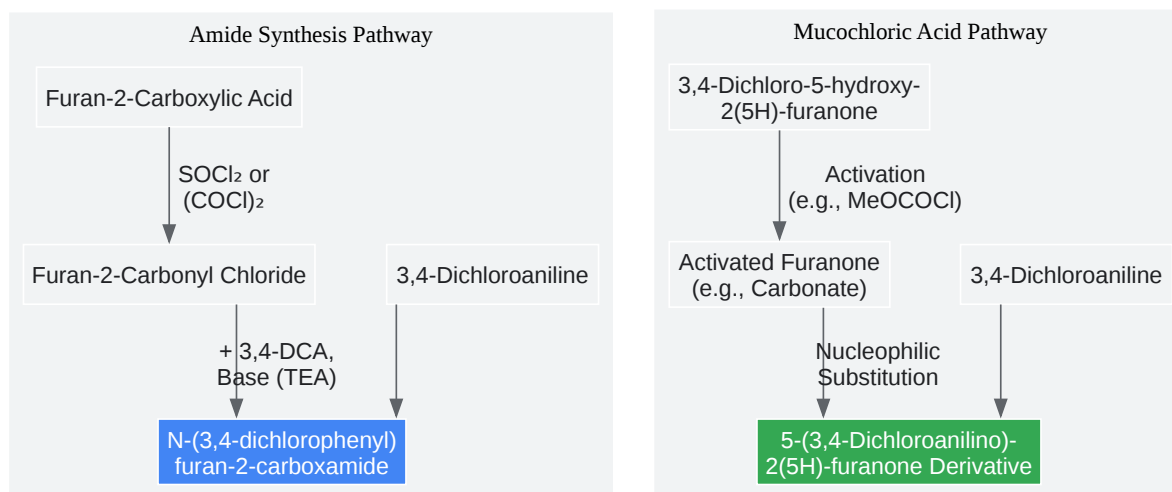 Amide Synthesis Pathway
Furan-2-Carboxylic Acid
SOCl₂ or
(COCl)₂
Furan-2-Carbonyl Chloride
3,4-Dichloroaniline
+ 3,4-DCA,
Base (TEA)
N-(3,4-dichlorophenyl)
furan-2-carboxamide
Mucochloric Acid Pathway
3,4-Dichloro-5-hydroxy-
2(5H)-furanone
Activation
(e.g., MeOCOCl)
Activated Furanone
(e.g., Carbonate)
3,4-Dichloroaniline
Nucleophilic
Substitution
5-(3,4-Dichloroanilino)-
2(5H)-furanone Derivative